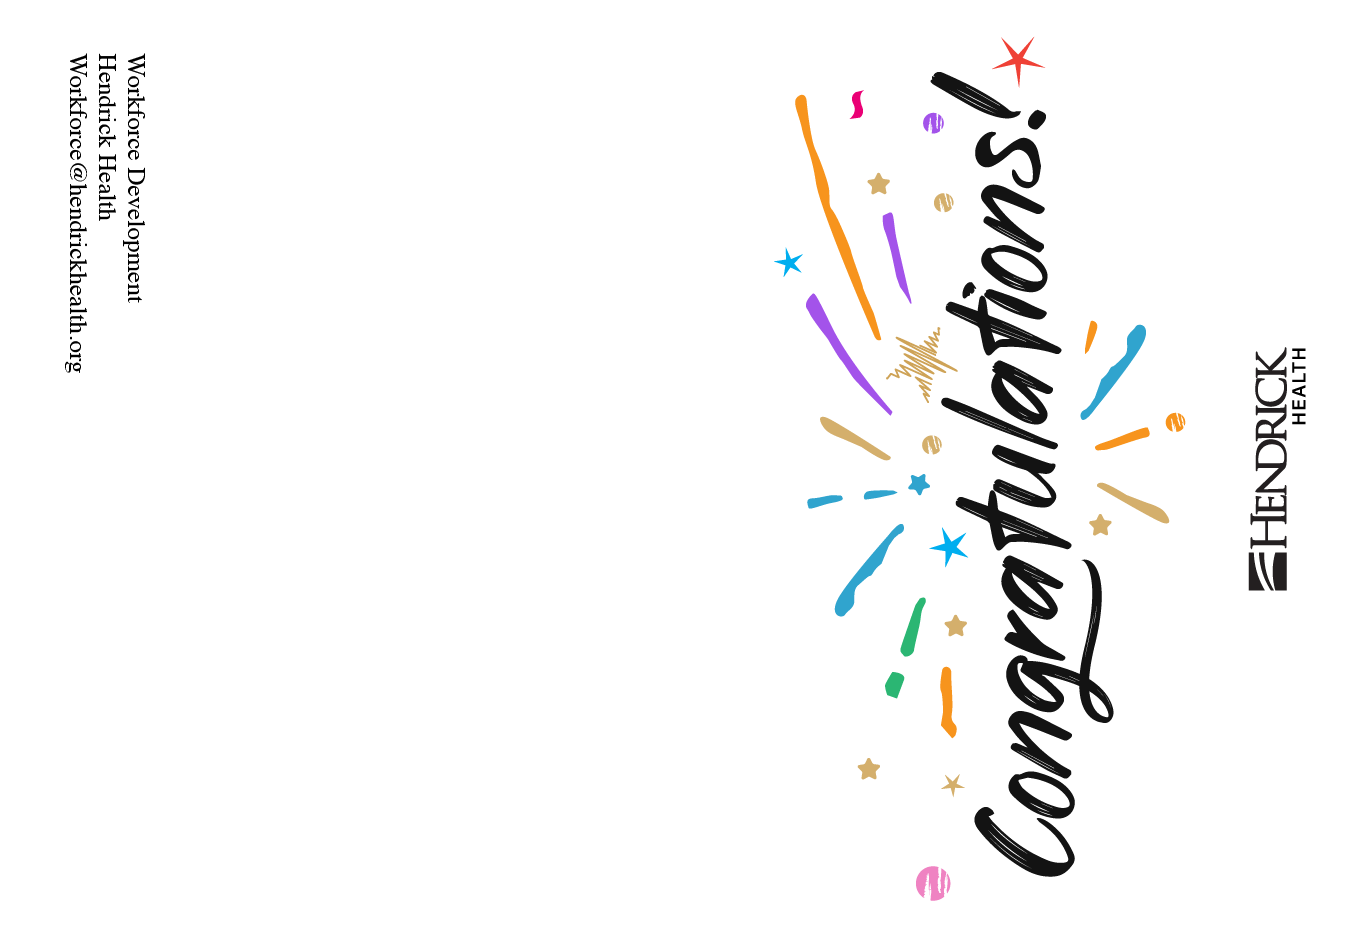 Congratulations!
HENDRICK
HEALTH
Workforce Development
Hendrick Health
Workforce@hendrickhealth.org